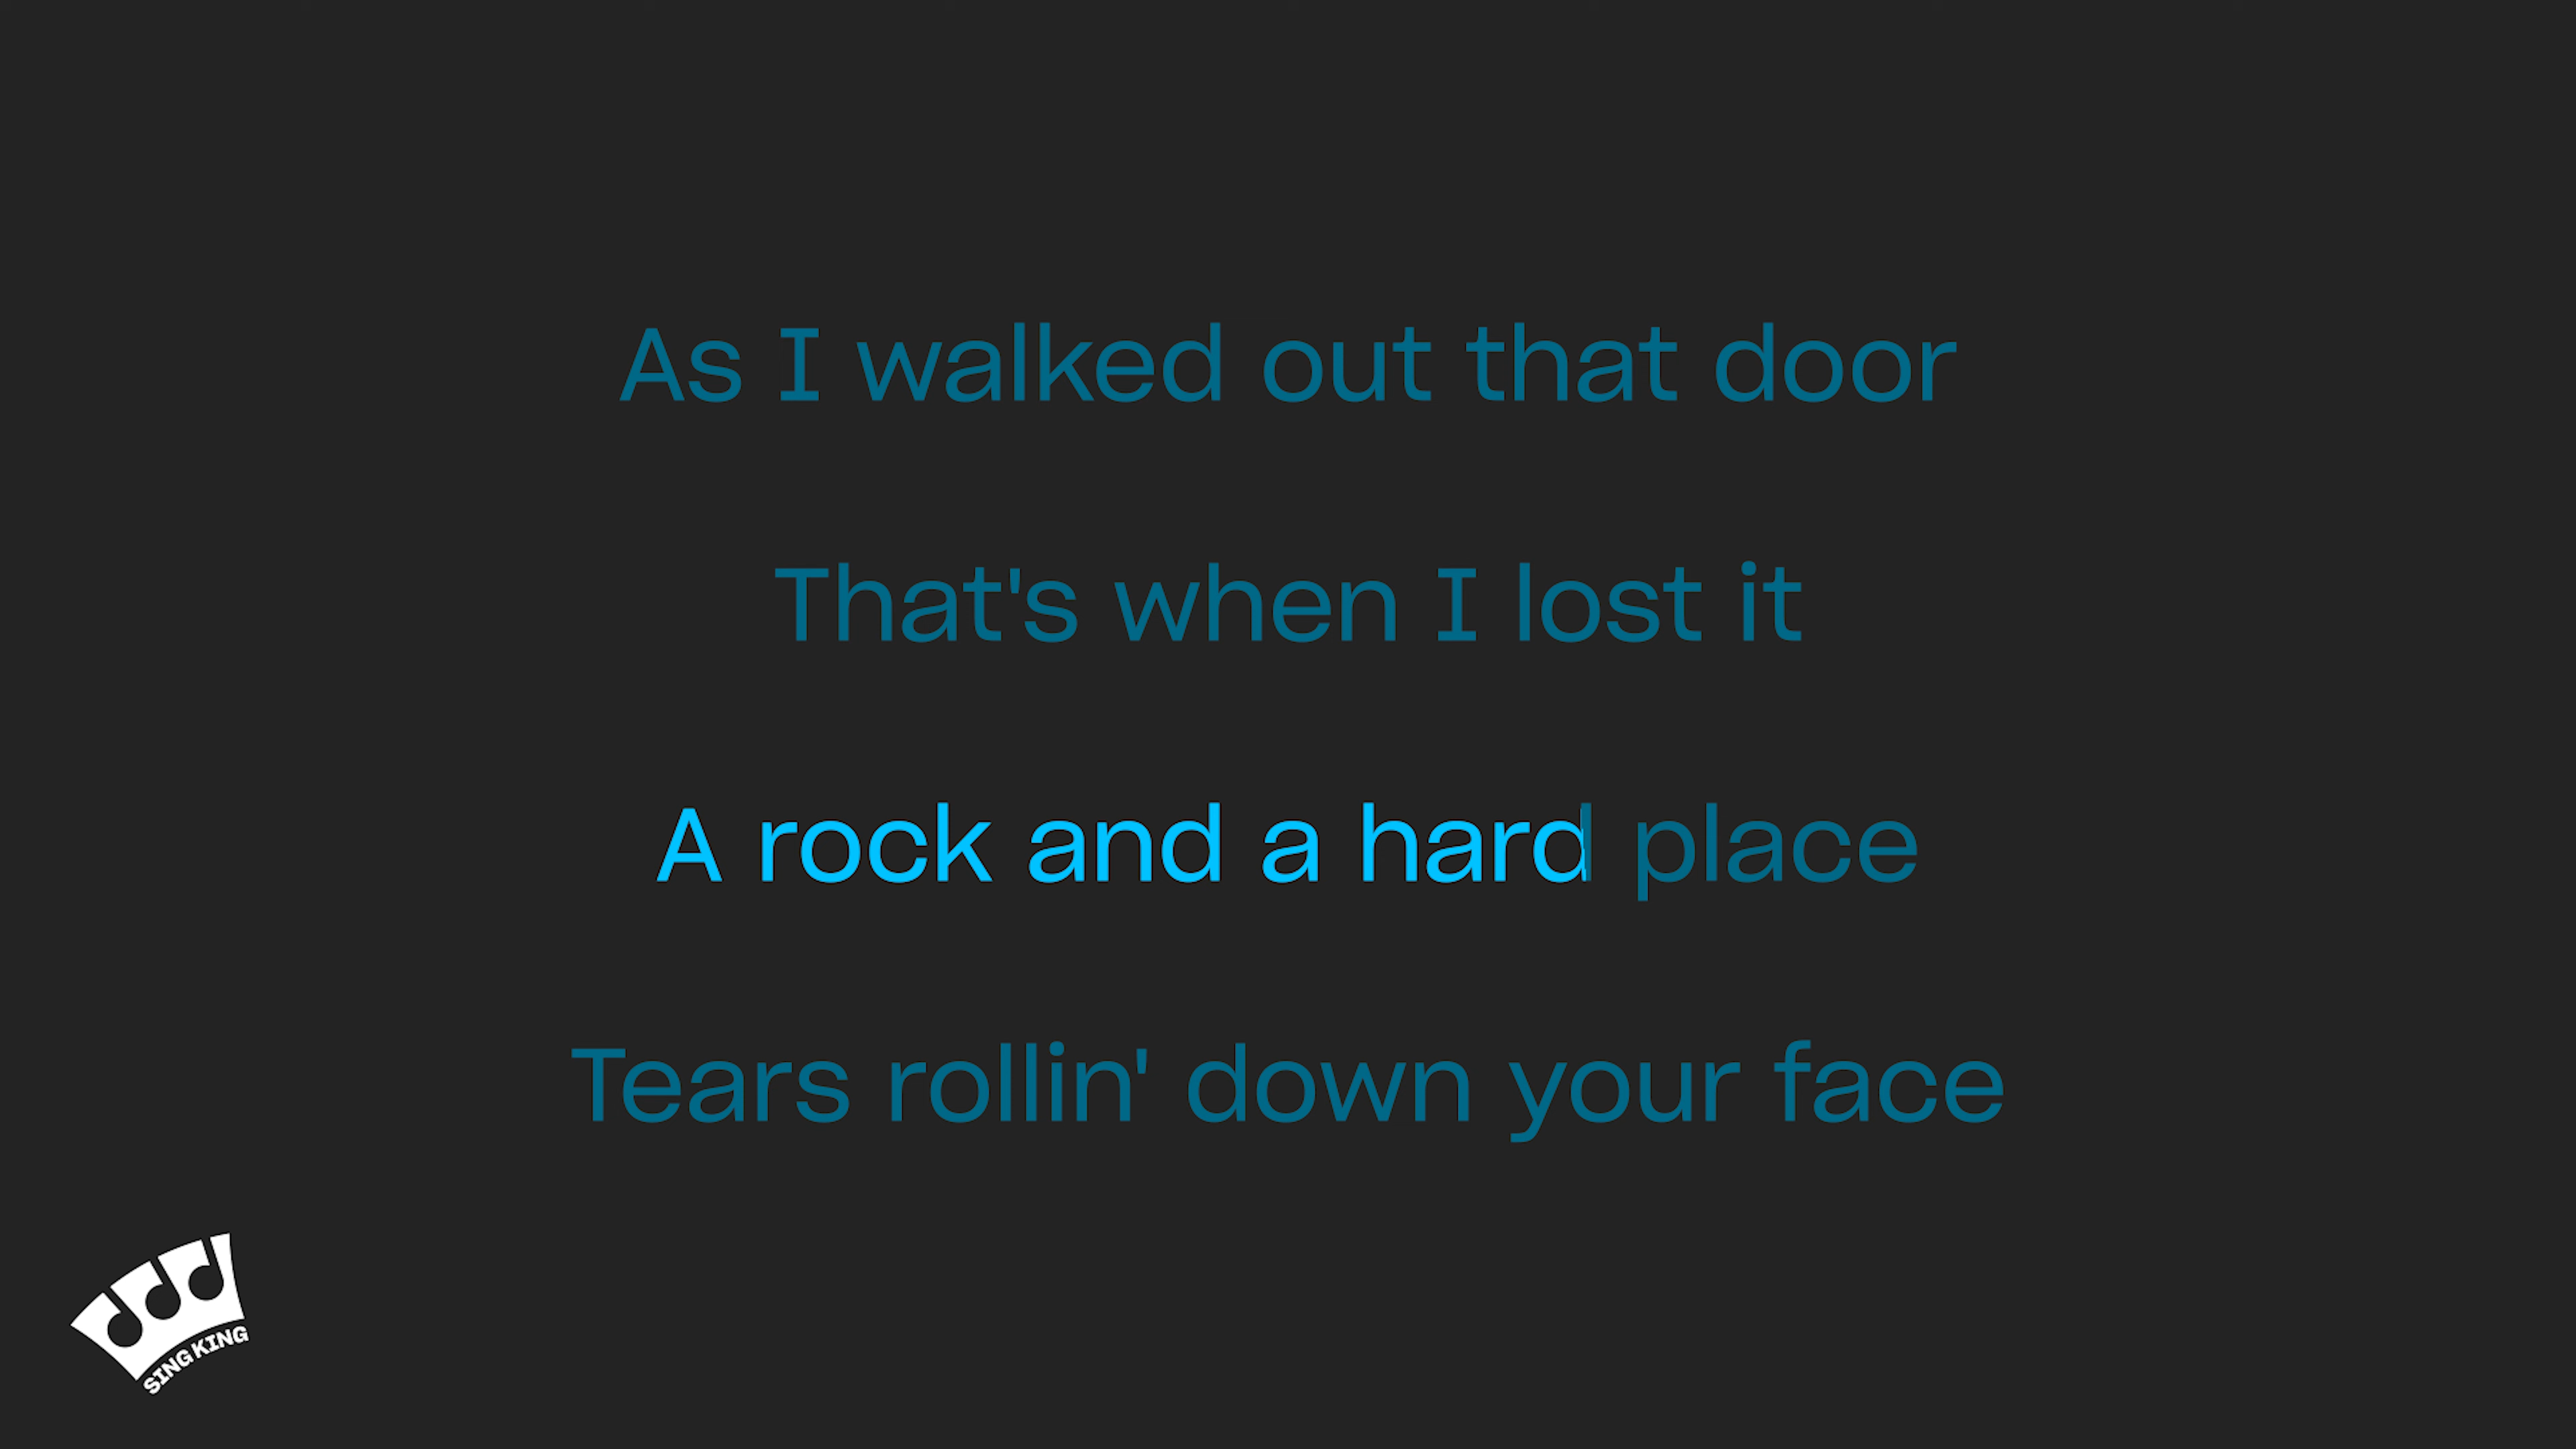 As I walked out that door
That's when I lost it
A rock and a hard place
Tears rollin' down your face
SING KING